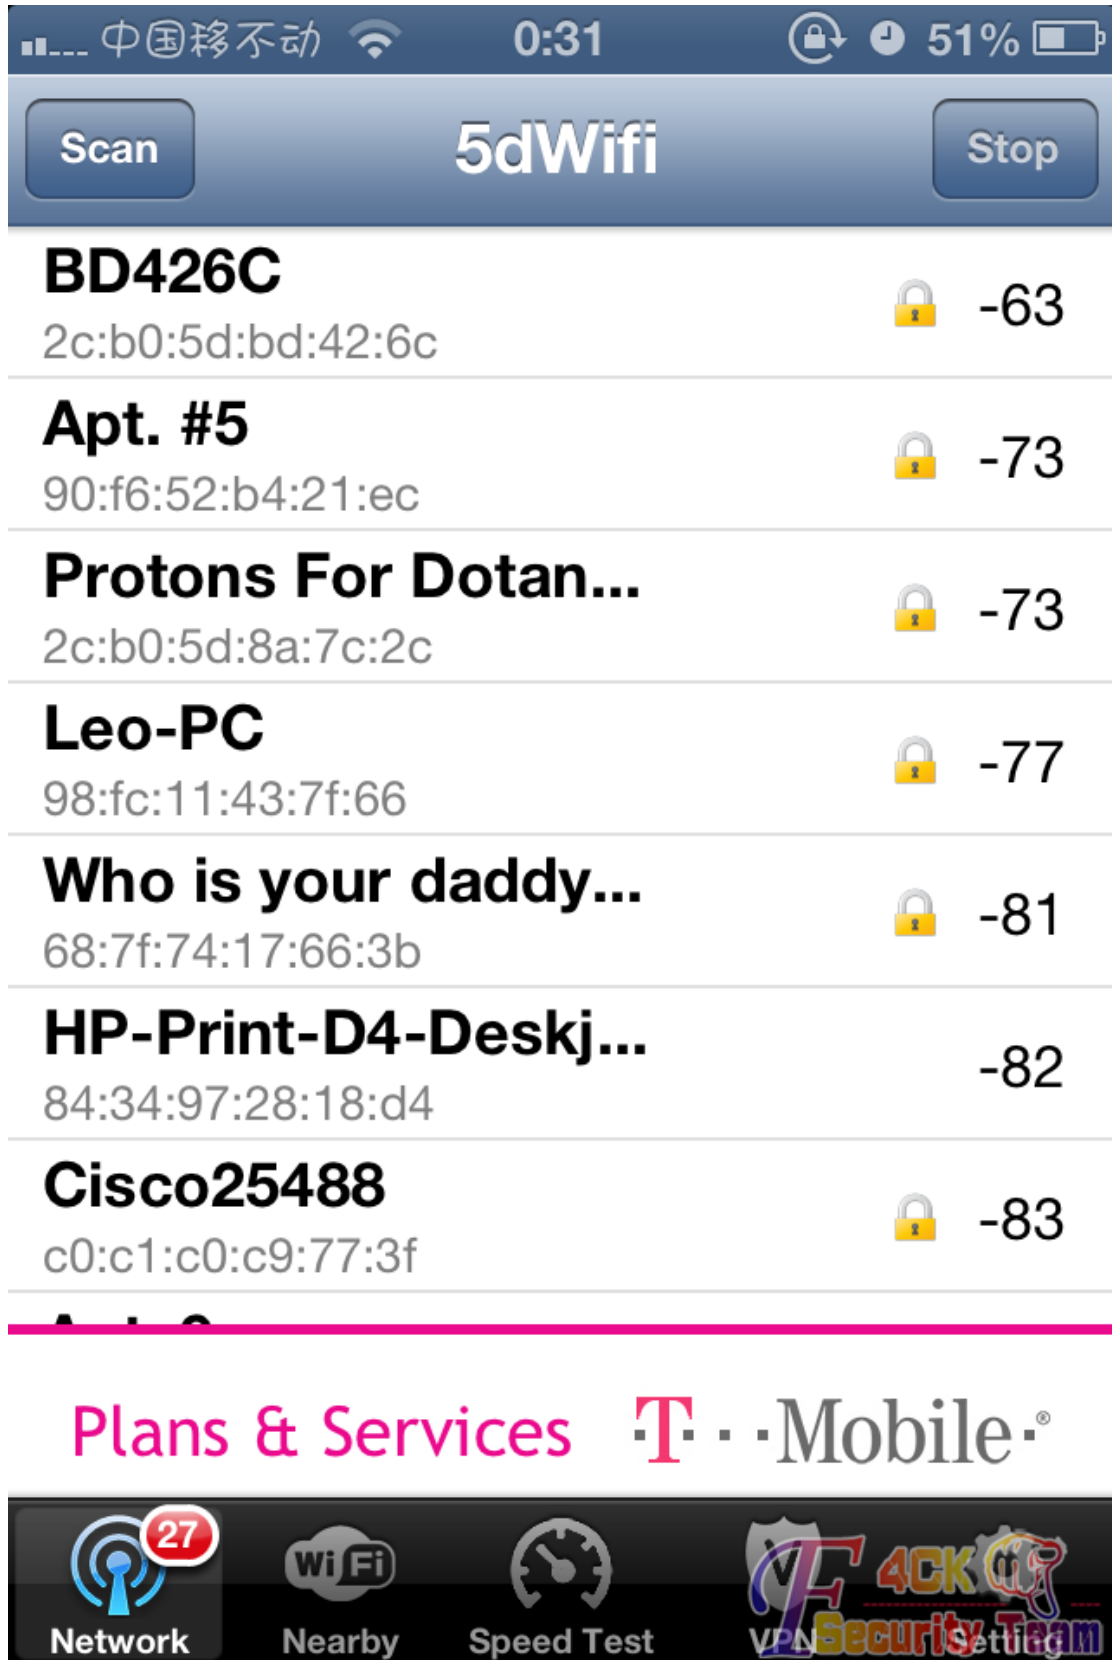 中国移不动 0:31 51%
Scan 5dWifi Stop
BD426C
2c:b0:5d:bd:42:6c -63
Apt. #5
90:f6:52:b4:21:ec -73
Protons For Dotan...
2c:b0:5d:8a:7c:2c -73
Leo-PC
98:fc:11:43:7f:66 -77
Who is your daddy...
68:7f:74:17:66:3b -81
HP-Print-D4-Deskj...
84:34:97:28:18:d4 -82
Cisco25488
c0:c1:c0:c9:77:3f -83
Plans & Services T··Mobile·®
27
WiFi V F4CK
Network Nearby Speed Test VPN Setting
Security Team